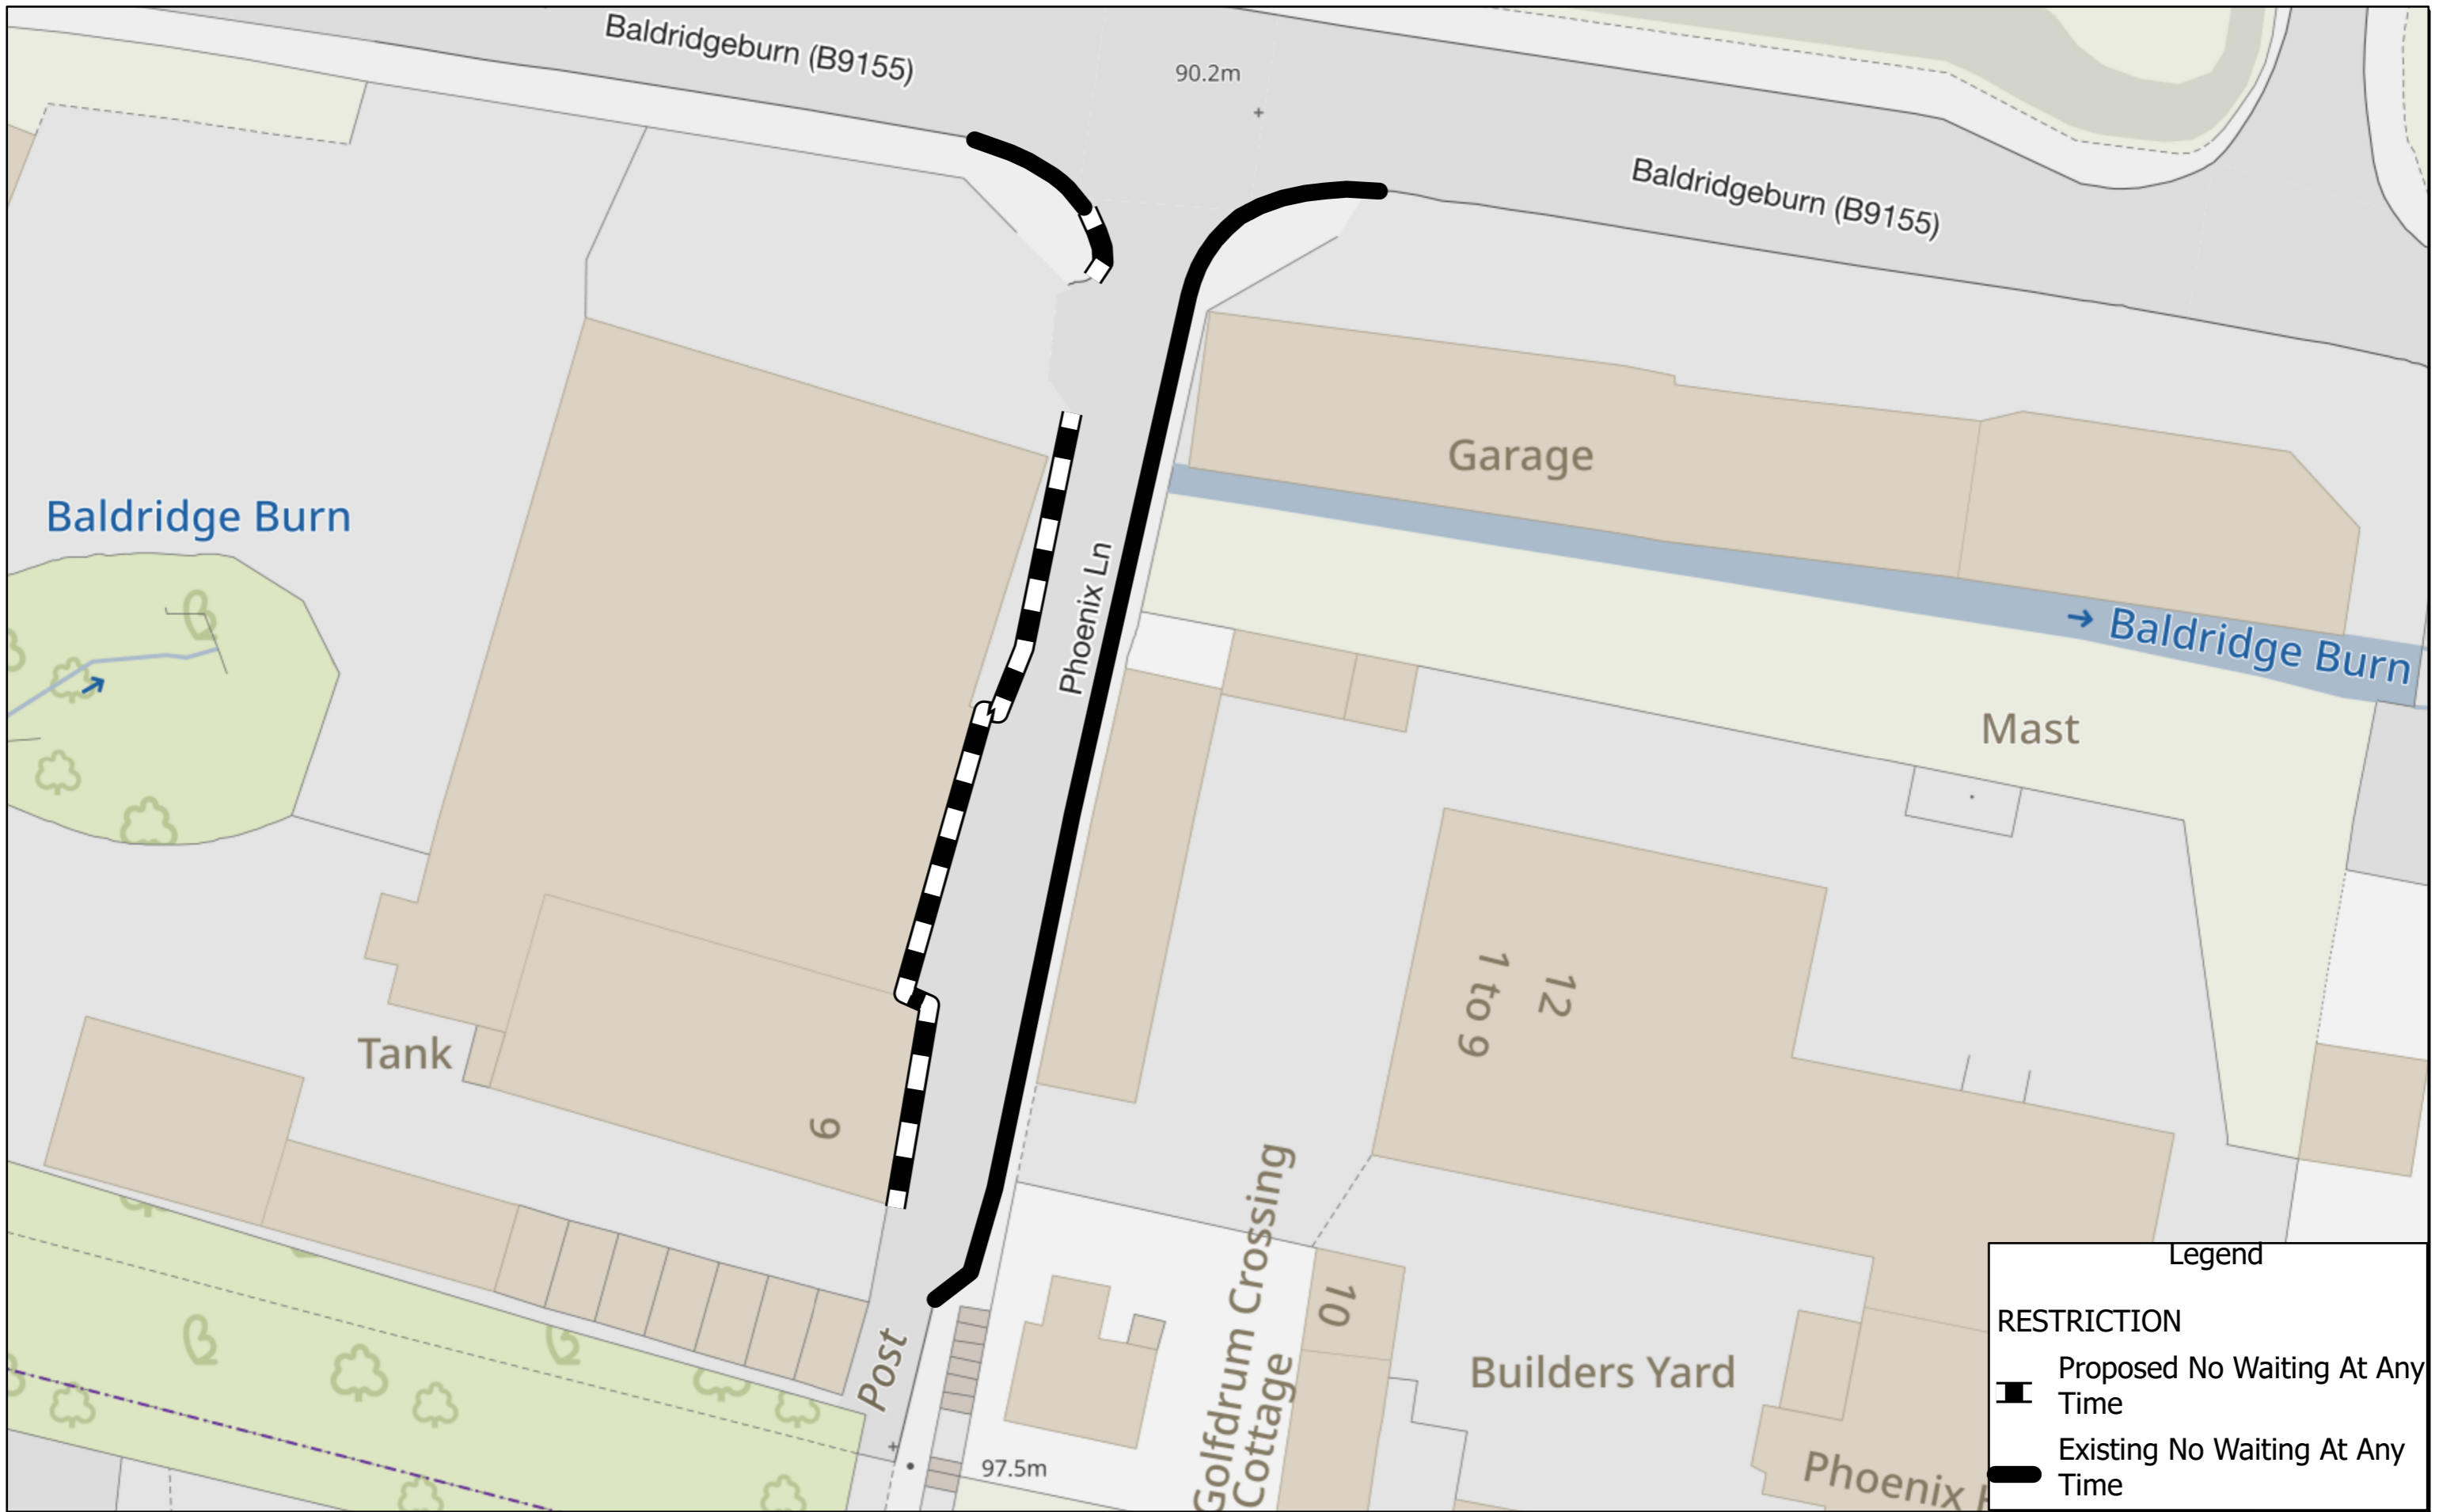 Baldridgeburn (B9155)
90.2m
Baldridgeburn (B9155)
Garage
Baldridge Burn
Phoenix Ln
Baldridge Burn
Mast
12
1 to 9
Tank
9
Golfdrum Crossing
Cottage
10
Post
Builders Yard
97.5m
Phoenix
Legend
RESTRICTION
Proposed No Waiting At Any
Time
Existing No Waiting At Any
Time